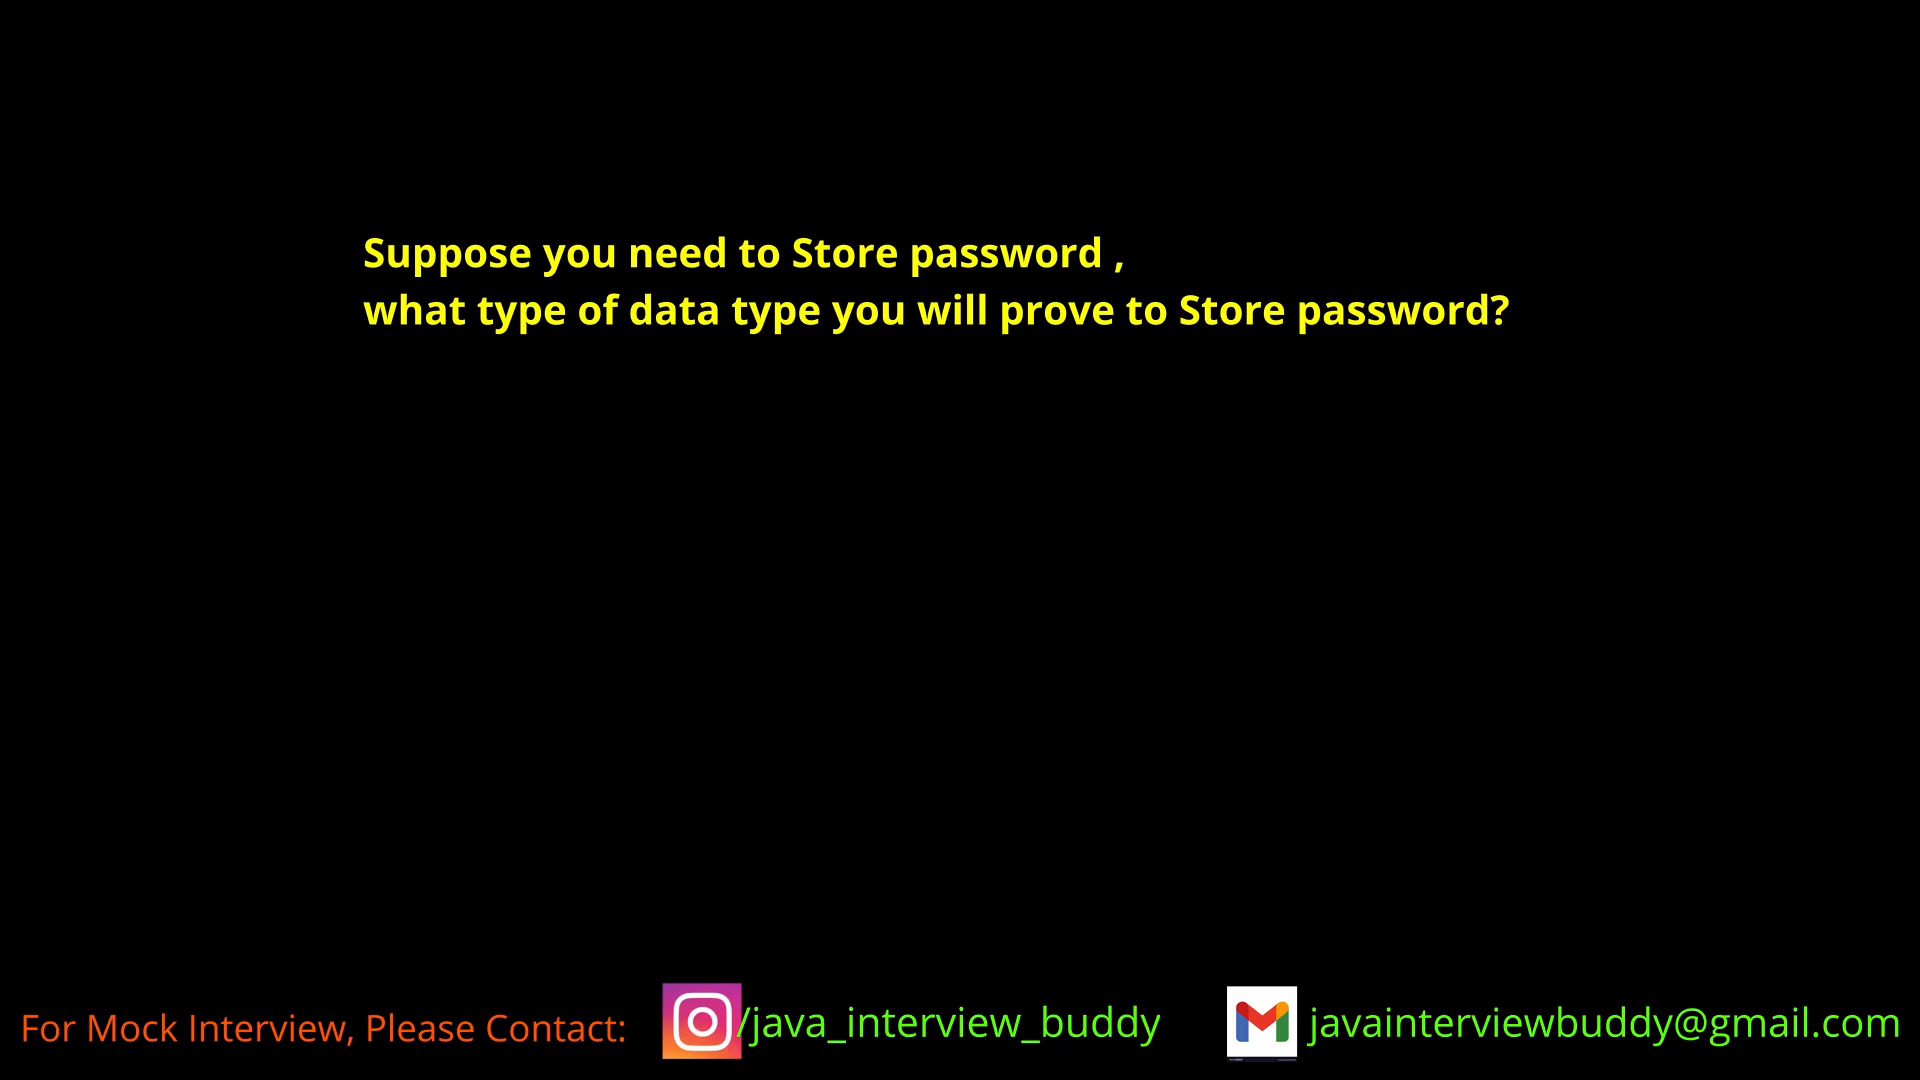 Suppose you need to Store password ,
what type of data type you will prove to Store password?
For Mock Interview, Please Contact: /java_interview_buddy javainterviewbuddy@gmail.com